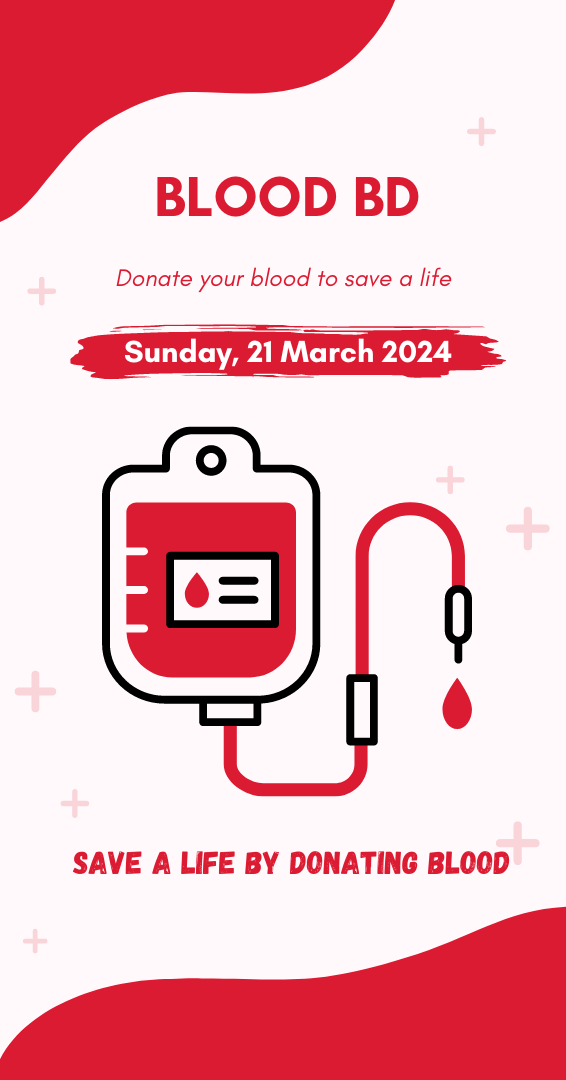 BLOOD BD
Donate your blood to save a life
Sunday, 21 March 2024
SAVE A LIFE BY DONATING BLOOD